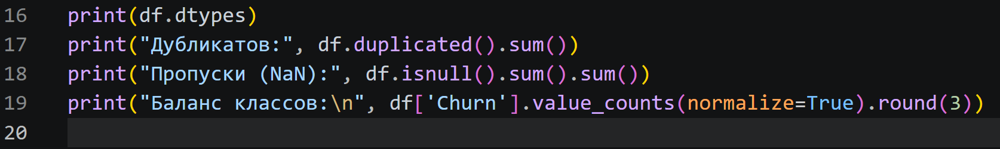 16 print(df.dtypes)
17 print("Дубликатов:", df.duplicated().sum())
18 print("Пропуски (NaN):", df.isnull().sum().sum())
19 print("Баланс классов:\n", df['Churn'].value_counts(normalize=True).round(3))
20